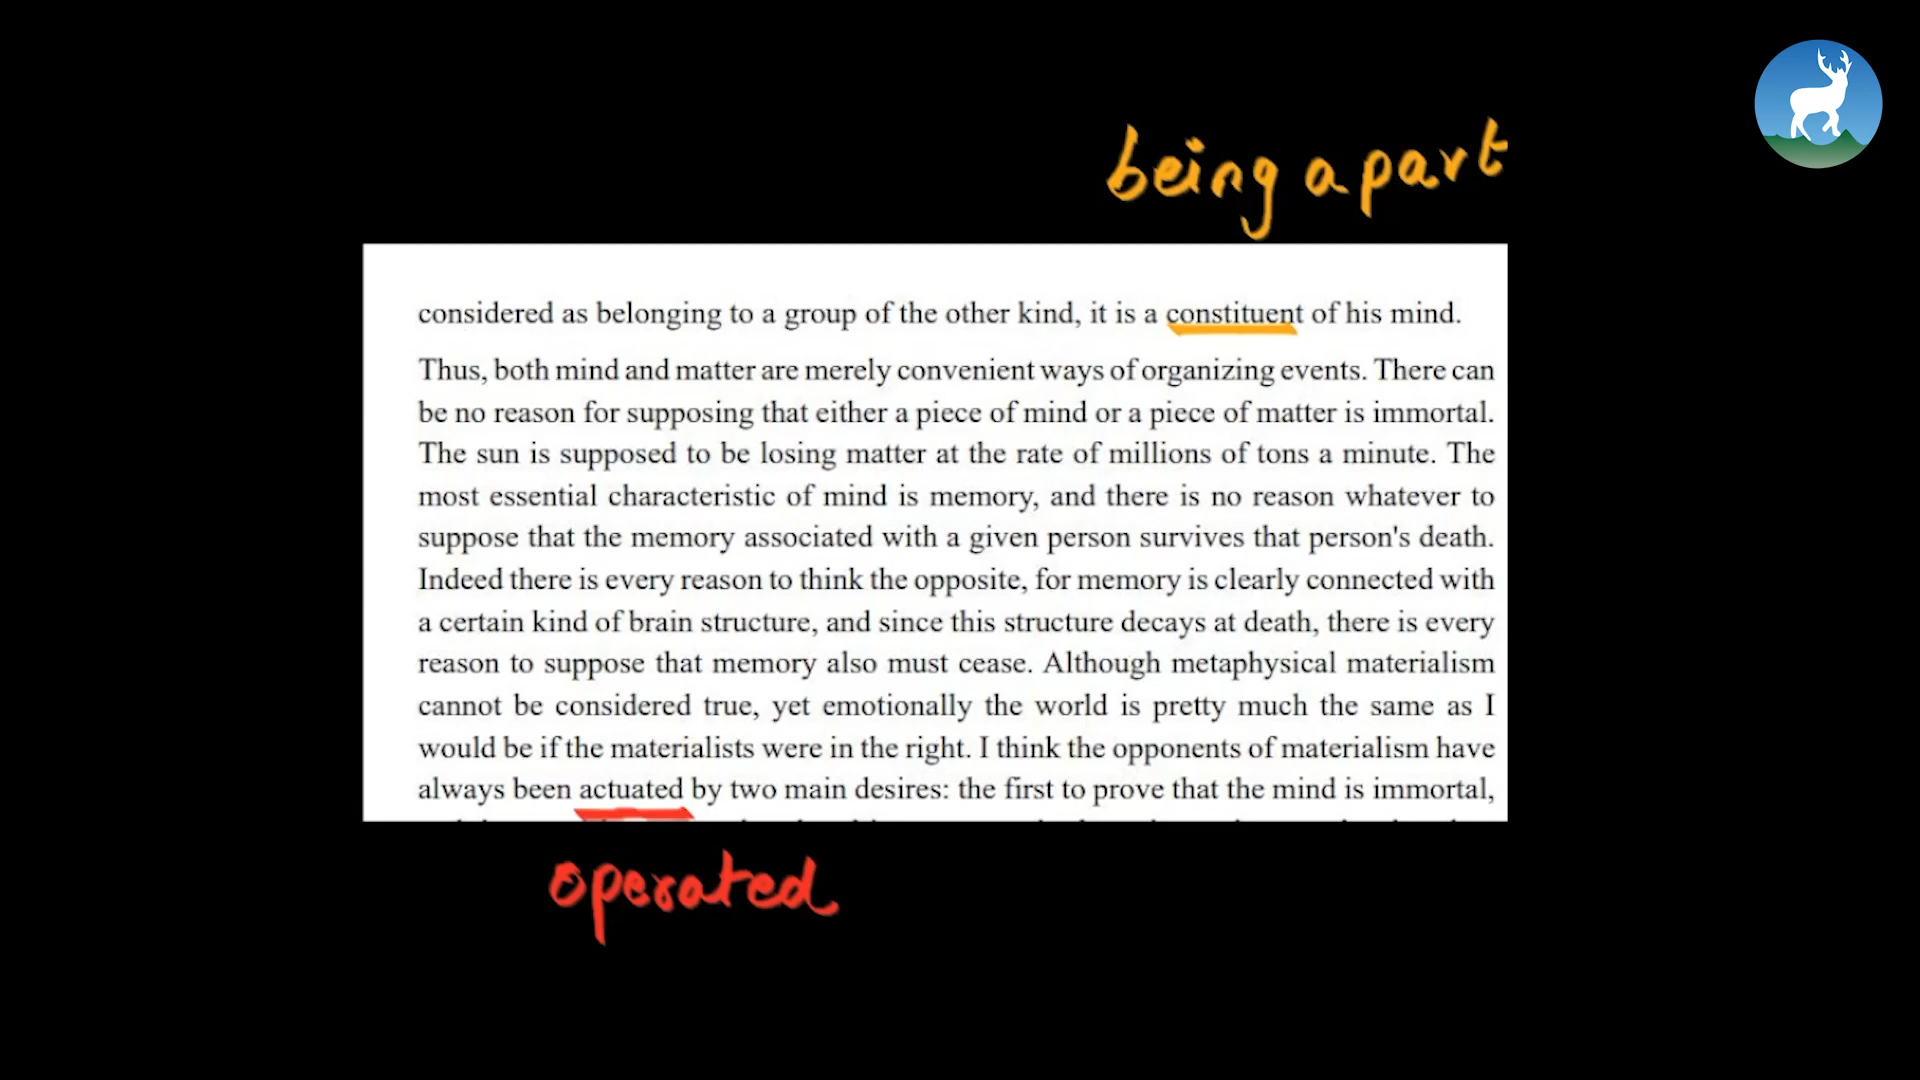 being a part
considered as belonging to a group of the other kind, it is a constituent of his mind.
Thus, both mind and matter are merely convenient ways of organizing events. There can
be no reason for supposing that either a piece of mind or a piece of matter is immortal.
The sun is supposed to be losing matter at the rate of millions of tons a minute. The
most essential characteristic of mind is memory, and there is no reason whatever to
suppose that the memory associated with a given person survives that person's death.
Indeed there is every reason to think the opposite, for memory is clearly connected with
a certain kind of brain structure, and since this structure decays at death, there is every
reason to suppose that memory also must cease. Although metaphysical materialism
cannot be considered true, yet emotionally the world is pretty much the same as I
would be if the materialists were in the right. I think the opponents of materialism have
always been actuated by two main desires: the first to prove that the mind is immortal,
operated